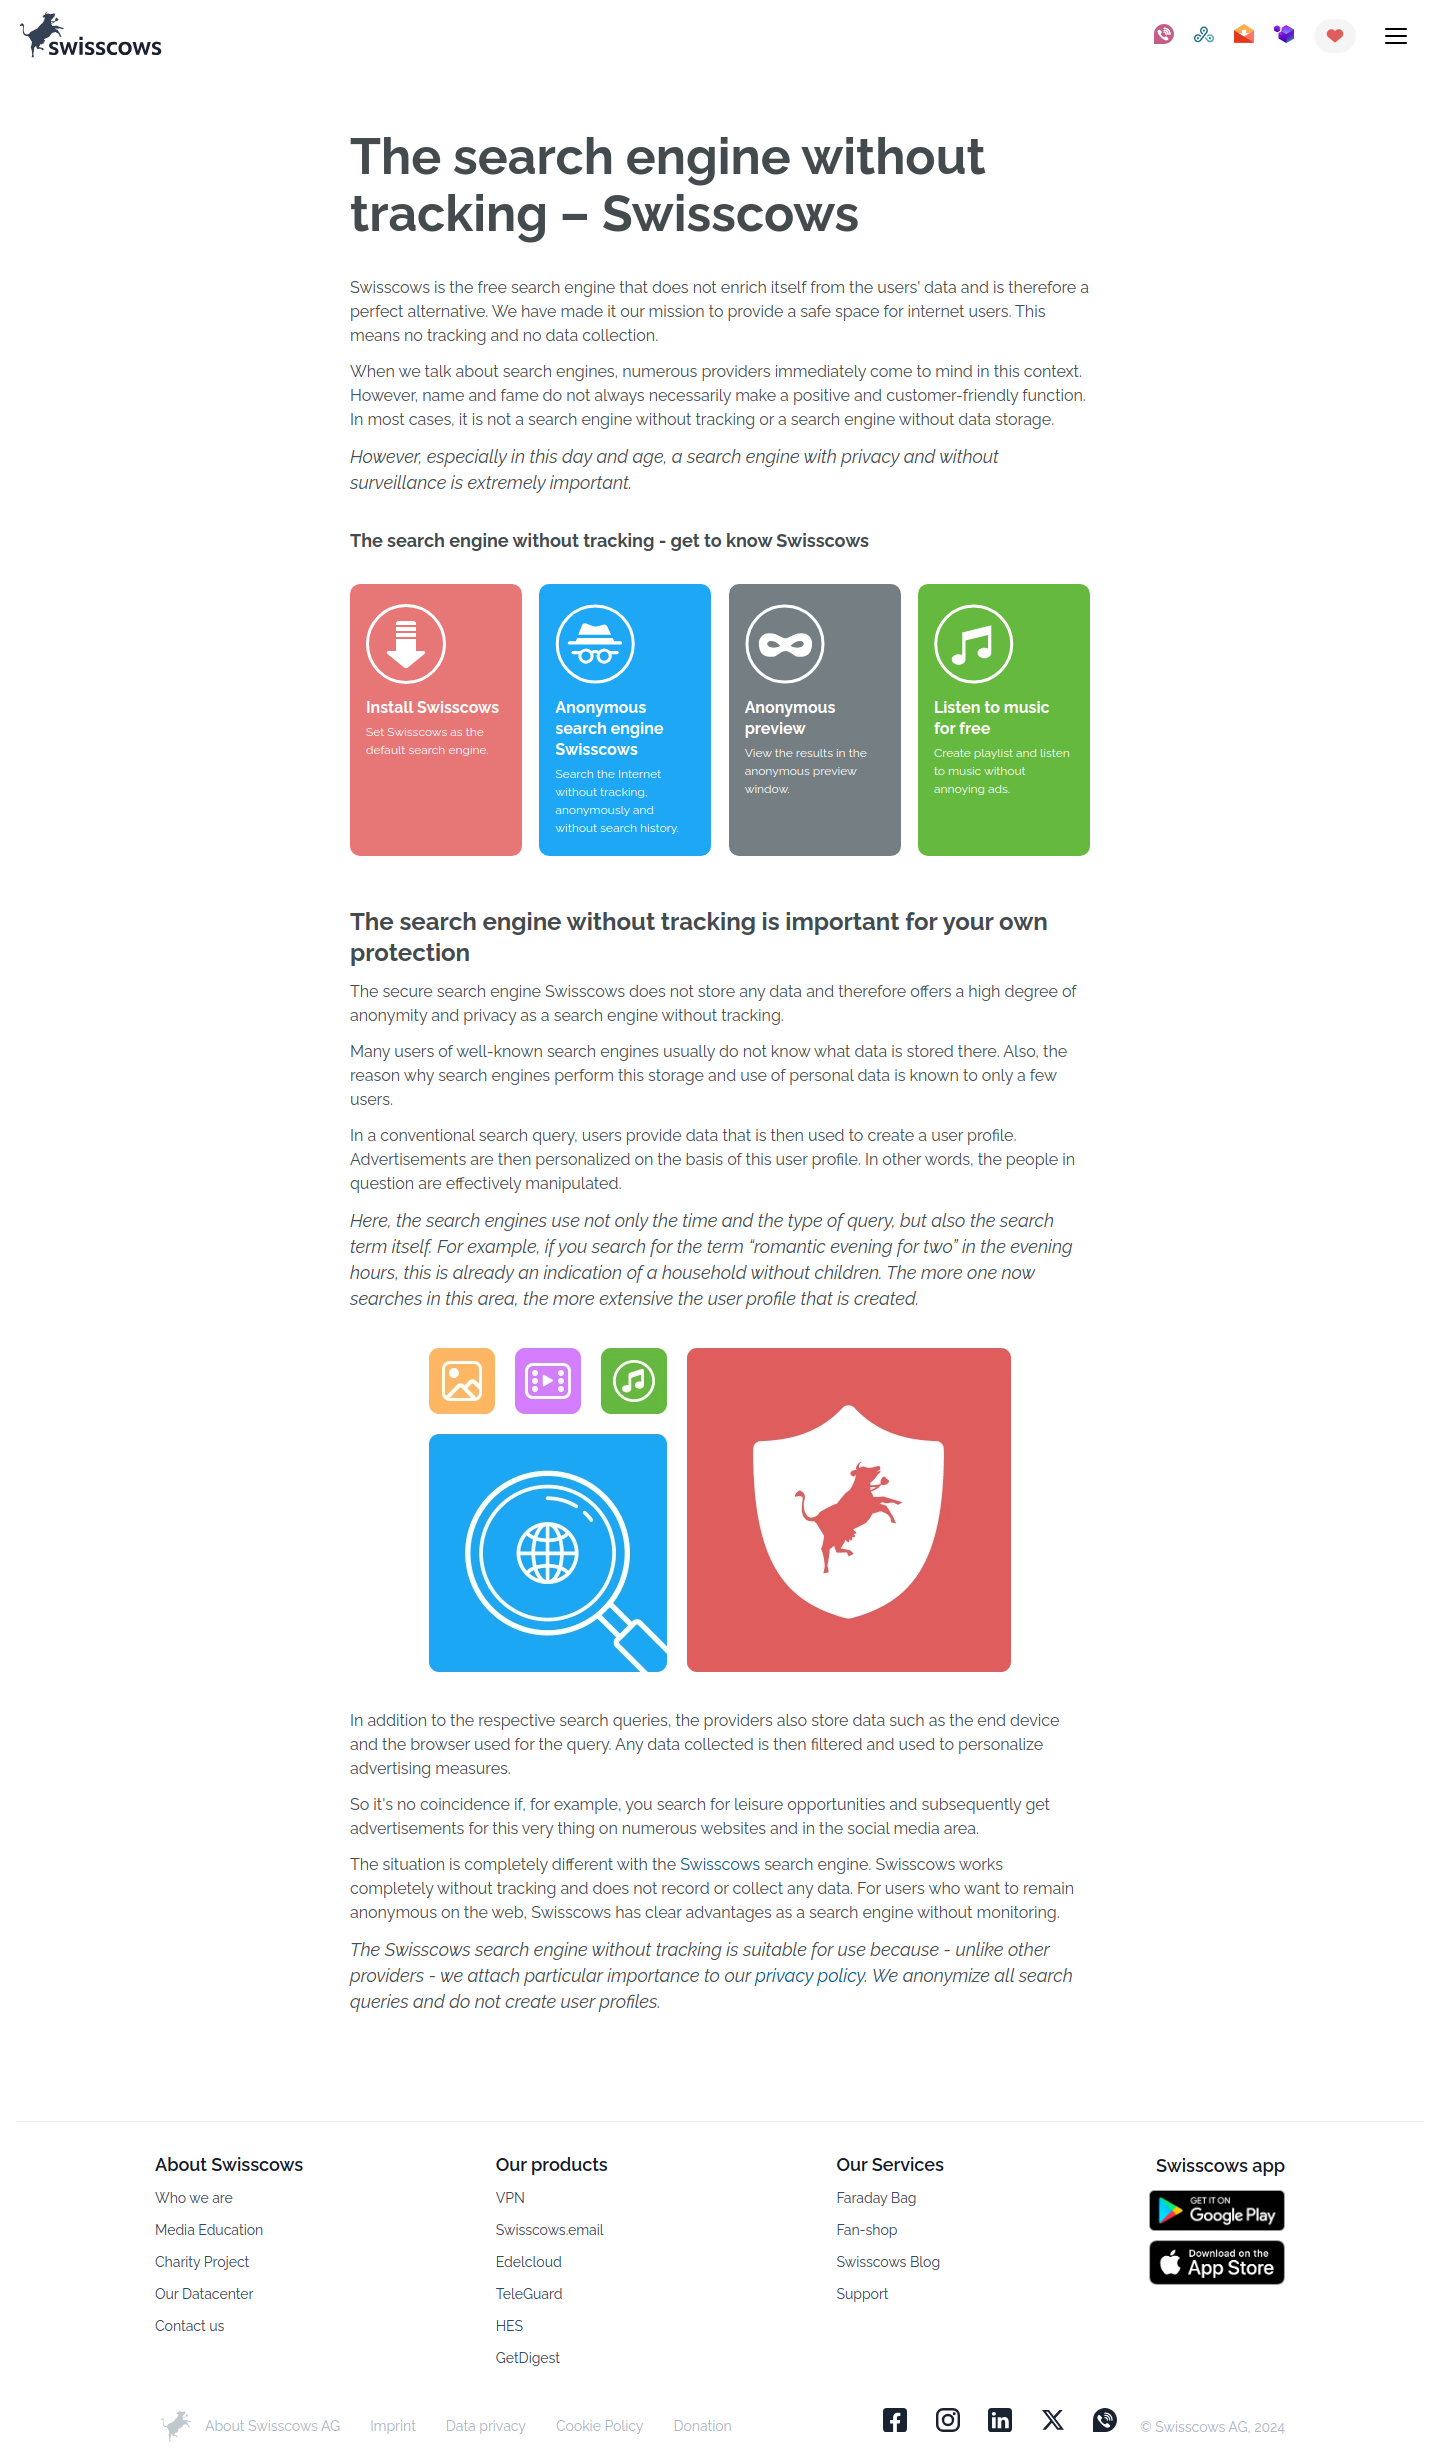 swisscows
The search engine without
tracking – Swisscows
Swisscows is the free search engine that does not enrich itself from the users' data and is therefore a
perfect alternative. We have made it our mission to provide a safe space for internet users. This
means no tracking and no data collection.
When we talk about search engines, numerous providers immediately come to mind in this context.
However, name and fame do not always necessarily make a positive and customer-friendly function.
In most cases, it is not a search engine without tracking or a search engine without data storage.
However, especially in this day and age, a search engine with privacy and without
surveillance is extremely important.
The search engine without tracking - get to know Swisscows
Install Swisscows
Set Swisscows as the
default search engine.
Anonymous
search engine
Swisscows
Search the Internet
without tracking,
anonymously and
without search history.
Anonymous
preview
View the results in the
anonymous preview
window.
Listen to music
for free
Create playlist and listen
to music without
annoying ads.
The search engine without tracking is important for your own
protection
The secure search engine Swisscows does not store any data and therefore offers a high degree of
anonymity and privacy as a search engine without tracking.
Many users of well-known search engines usually do not know what data is stored there. Also, the
reason why search engines perform this storage and use of personal data is known to only a few
users.
In a conventional search query, users provide data that is then used to create a user profile.
Advertisements are then personalized on the basis of this user profile. In other words, the people in
question are effectively manipulated.
Here, the search engines use not only the time and the type of query, but also the search
term itself. For example, if you search for the term “romantic evening for two” in the evening
hours, this is already an indication of a household without children. The more one now
searches in this area, the more extensive the user profile that is created.
In addition to the respective search queries, the providers also store data such as the end device
and the browser used for the query. Any data collected is then filtered and used to personalize
advertising measures.
So it's no coincidence if, for example, you search for leisure opportunities and subsequently get
advertisements for this very thing on numerous websites and in the social media area.
The situation is completely different with the Swisscows search engine. Swisscows works
completely without tracking and does not record or collect any data. For users who want to remain
anonymous on the web, Swisscows has clear advantages as a search engine without monitoring.
The Swisscows search engine without tracking is suitable for use because - unlike other
providers - we attach particular importance to our privacy policy. We anonymize all search
queries and do not create user profiles.
About Swisscows
Who we are
Media Education
Charity Project
Our Datacenter
Contact us
Our products
VPN
Swisscows.email
Edelcloud
TeleGuard
HES
GetDigest
Our Services
Faraday Bag
Fan-shop
Swisscows Blog
Support
Swisscows app
GET IT ON
Google Play
Download on the
App Store
About Swisscows AG Imprint Data privacy Cookie Policy Donation
© Swisscows AG, 2024